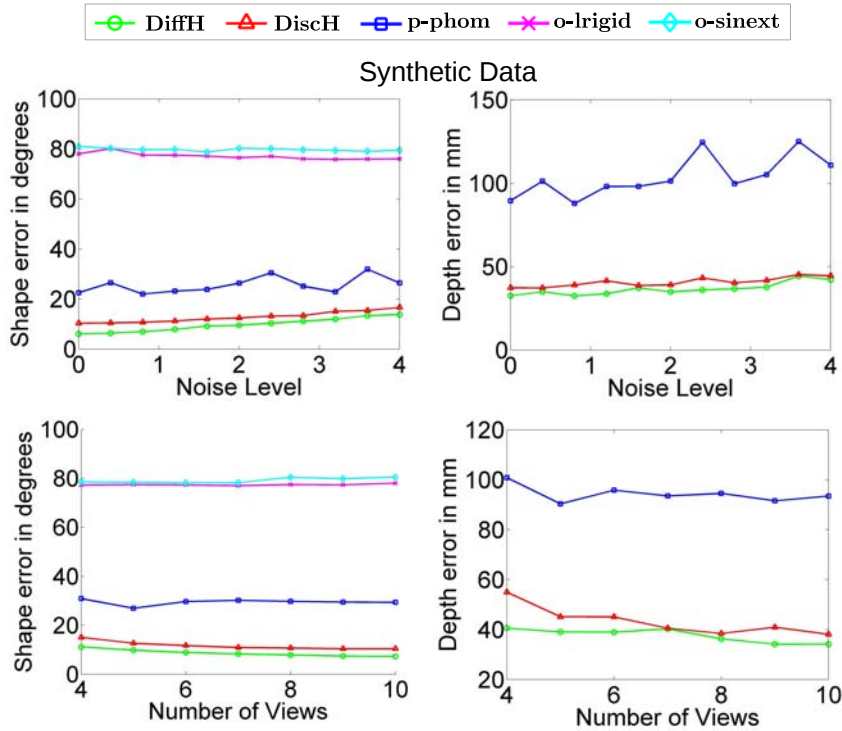 DiffH DiscH p-phom o-lrigid o-sinext
Synthetic Data
100
80
60
40
20
0
0 1 2 3 4
Shape error in degrees
Noise Level
150
100
50
0
0 1 2 3 4
Depth error in mm
Noise Level
100
80
60
40
20
0
4 6 8 10
Shape error in degrees
Number of Views
120
100
80
60
40
20
4 6 8 10
Depth error in mm
Number of Views